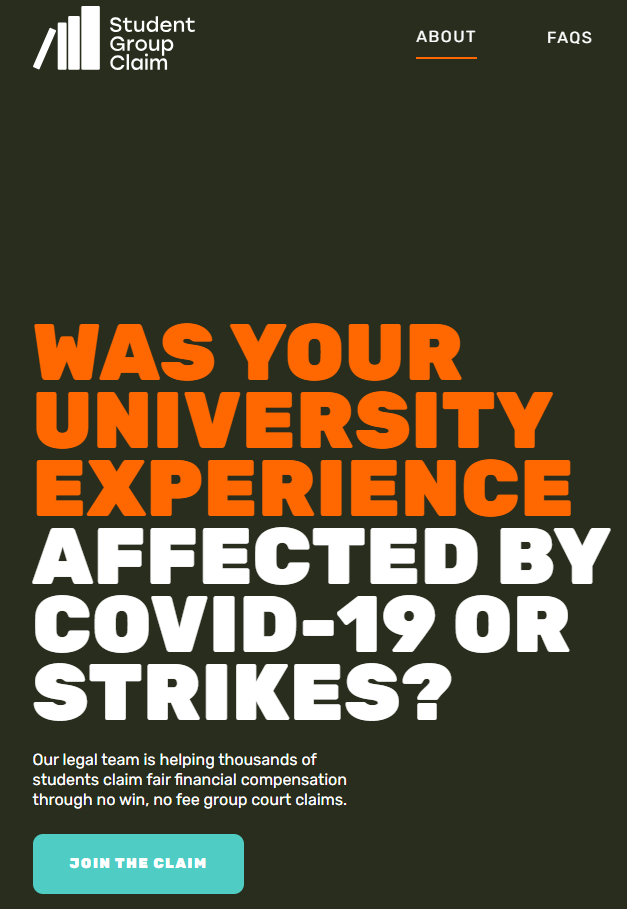 Student
Group
Claim
ABOUT
FAQS
WAS YOUR
UNIVERSITY
EXPERIENCE
AFFECTED BY
COVID-19 OR
STRIKES?
Our legal team is helping thousands of
students claim fair financial compensation
through no win, no fee group court claims.
JOIN THE CLAIM